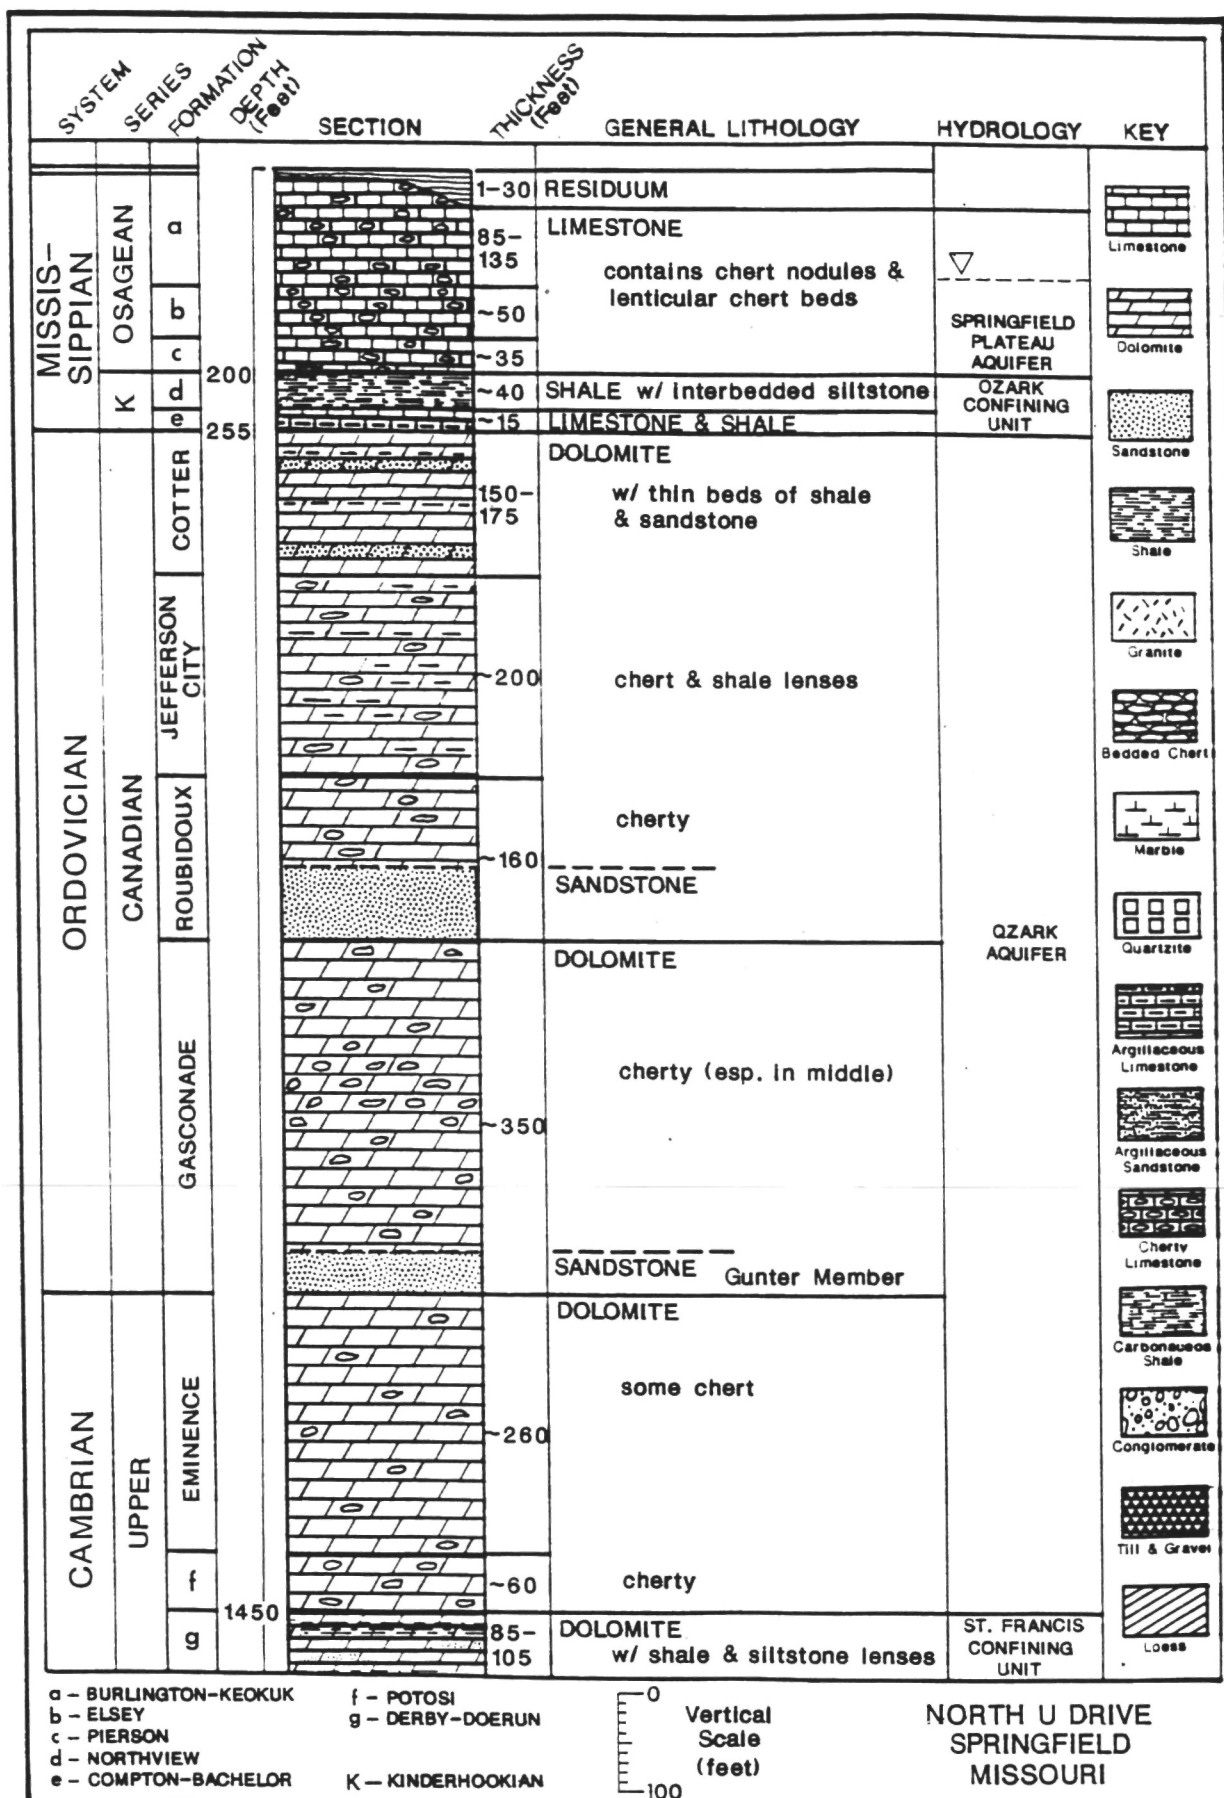 SYSTEM
SERIES
FORMATION
DEPTH
(Feet)
SECTION
THICKNESS
(Feet)
GENERAL LITHOLOGY
HYDROLOGY
KEY
MISSIS-
SIPPIAN
OSAGEAN
K
a
b
c
d
e
200
255
1-30
85-
135
~50
~35
~40
~15
RESIDUUM
LIMESTONE
contains chert nodules &
lenticular chert beds
SHALE w/ interbedded siltstone
LIMESTONE & SHALE
SPRINGFIELD
PLATEAU
AQUIFER
OZARK
CONFINING
UNIT
ORDOVICIAN
CANADIAN
COTTER
150-
175
DOLOMITE
w/ thin beds of shale
& sandstone
JEFFERSON
CITY
~200
chert & shale lenses
ROUBIDOUX
~160
cherty
SANDSTONE
GASCONADE
~350
DOLOMITE
cherty (esp. in middle)
SANDSTONE Gunter Member
OZARK
AQUIFER
CAMBRIAN
UPPER
EMINENCE
~260
DOLOMITE
some chert
f
~60
cherty
1450
g
85-
105
DOLOMITE
w/ shale & siltstone lenses
ST. FRANCIS
CONFINING
UNIT
Limestone
Dolomite
Sandstone
Shale
Granite
Bedded Chert
Marble
Quartzite
Argillaceous
Limestone
Argillaceous
Sandstone
Cherty
Limestone
Carbonaueos
Shale
Conglomerate
Till & Gravel
Loess
a - BURLINGTON-KEOKUK
b - ELSEY
c - PIERSON
d - NORTHVIEW
e - COMPTON-BACHELOR
f - POTOSI
g - DERBY-DOERUN
K - KINDERHOOKIAN
0
100
Vertical
Scale
(feet)
NORTH U DRIVE
SPRINGFIELD
MISSOURI